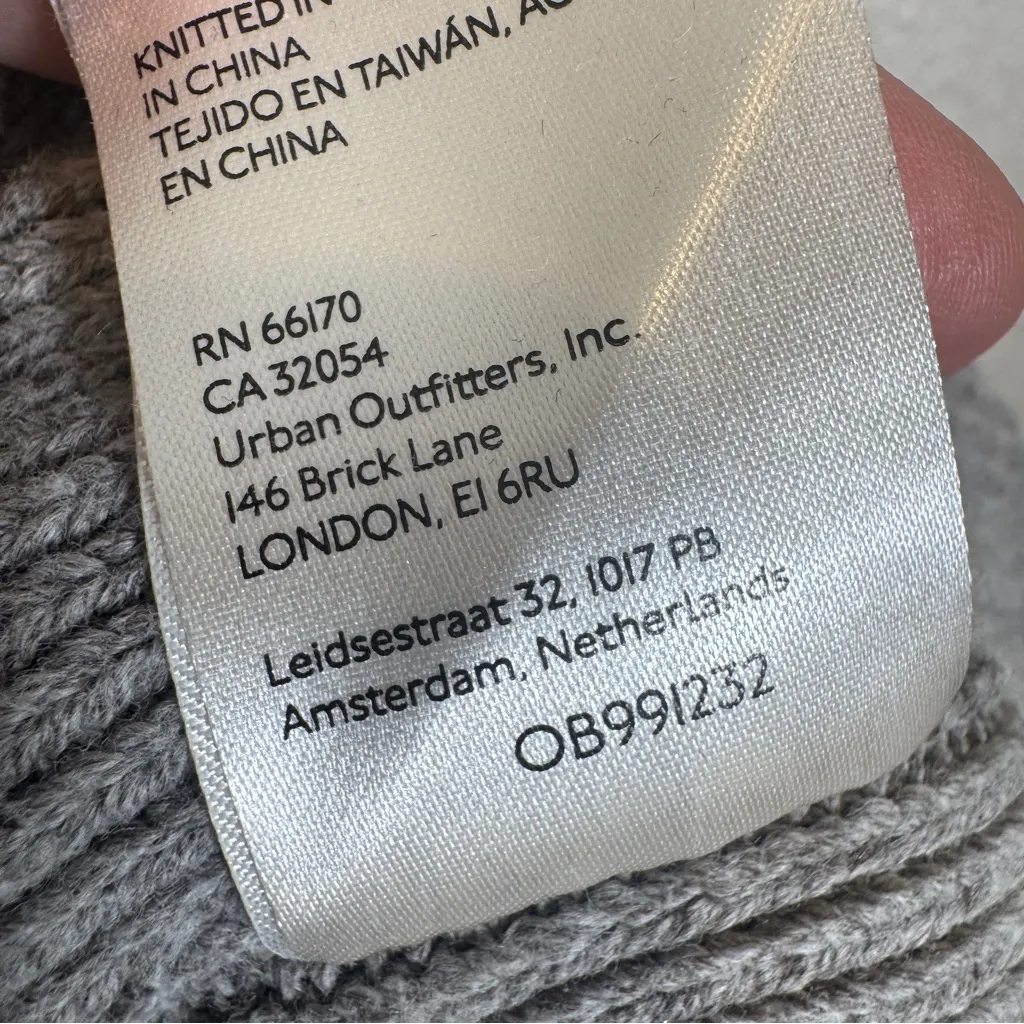 KNITTED IN
IN CHINA
TEJIDO EN TAIWÁN,
EN CHINA
RN 66170
CA 32054
Urban Outfitters, Inc.
146 Brick Lane
LONDON, E1 6RU
Leidsestraat 32, 1017 PB
Amsterdam, Netherlands
OB991232